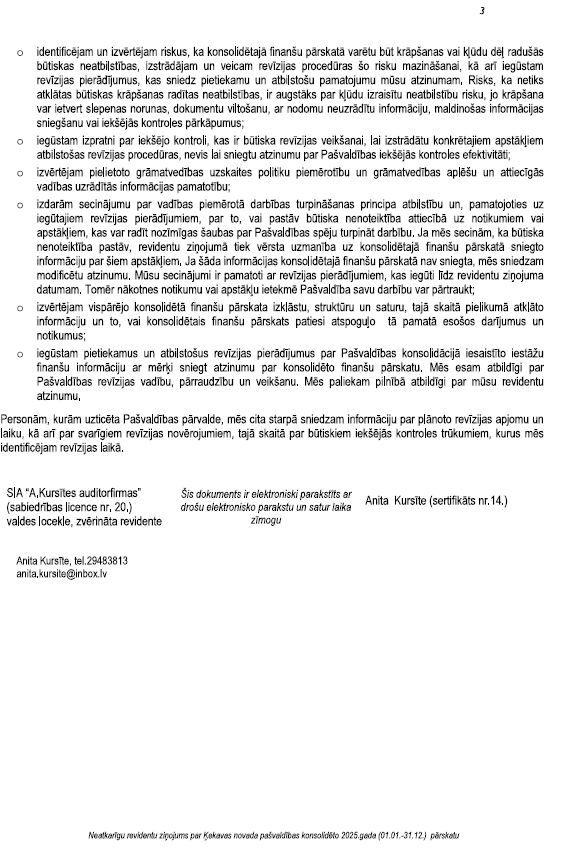 3
o identificējam un izvērtējam riskus, ka konsolidētajā finanšu pārskatā varētu būt krāpšanas vai kļūdu dēļ radušās
būtiskas neatbilstības, izstrādājam un veicam revīzijas procedūras šo risku mazināšanai, kā arī iegūstam
revīzijas pierādījumus, kas sniedz pietiekamu un atbilstošu pamatojumu mūsu atzinumam. Risks, ka netiks
atklātas būtiskas krāpšanas radītas neatbilstības, ir augstāks par kļūdu izraisītu neatbilstību risku, jo krāpšana
var ietvert slepenas norunas, dokumentu viltošanu, ar nodomu neuzrādītu informāciju, maldinošas informācijas
sniegšanu vai iekšējās kontroles pārkāpumus;
o iegūstam izpratni par iekšējo kontroli, kas ir būtiska revīzijas veikšanai, lai izstrādātu konkrētajiem apstākļiem
atbilstošas revīzijas procedūras, nevis lai sniegtu atzinumu par Pašvaldības iekšējās kontroles efektivitāti;
o izvērtējam pielietoto grāmatvedības uzskaites politiku piemērotību un grāmatvedības aplēšu un attiecīgās
vadības uzrādītās informācijas pamatotību;
o izdarām secinājumu par vadības piemērotā darbības turpināšanas principa atbilstību un, pamatojoties uz
iegūtajiem revīzijas pierādījumiem, par to, vai pastāv būtiska nenoteiktība attiecībā uz notikumiem vai
apstākļiem, kas var radīt nozīmīgas šaubas par Pašvaldības spēju turpināt darbību. Ja mēs secinām, ka būtiska
nenoteiktība pastāv, revidentu ziņojumā tiek vērsta uzmanība uz konsolidētajā finanšu pārskatā sniegto
informāciju par šiem apstākļiem. Ja šāda informācijas konsolidētajā finanšu pārskatā nav sniegta, mēs sniedzam
modificētu atzinumu. Mūsu secinājumi ir pamatoti ar revīzijas pierādījumiem, kas iegūti līdz revidentu ziņojuma
datumam. Tomēr nākotnes notikumu vai apstākļu ietekmē Pašvaldība savu darbību var pārtraukt;
o izvērtējam vispārējo konsolidētā finanšu pārskata izklāstu, struktūru un saturu, tajā skaitā pielikumā atklāto
informāciju un to, vai konsolidētais finanšu pārskats patiesi atspoguļo tā pamatā esošos darījumus un
notikumus;
o iegūstam pietiekamus un atbilstošus revīzijas pierādījumus par Pašvaldības konsolidācijā iesaistīto iestāžu
finanšu informāciju ar mērķi sniegt atzinumu par konsolidēto finanšu pārskatu. Mēs esam atbildīgi par
Pašvaldības revīzijas vadību, pārraudzību un veikšanu. Mēs paliekam pilnībā atbildīgi par mūsu revidentu
atzinumu.
Personām, kurām uzticēta Pašvaldības pārvalde, mēs cita starpā sniedzam informāciju par plānoto revīzijas apjomu un
laiku, kā arī par svarīgiem revīzijas novērojumiem, tajā skaitā par būtiskiem iekšējās kontroles trūkumiem, kurus mēs
identificējam revīzijas laikā.
SIA “A.Kursītes auditorfirmas”
(sabiedrības licence nr. 20.)
valdes locekle, zvērināta revidente
Šis dokuments ir elektroniski parakstīts ar
drošu elektronisko parakstu un satur laika
zīmogu
Anita Kursīte (sertifikāts nr.14.)
Anita Kursīte, tel.29483813
anita.kursite@inbox.lv
Neatkarīgu revidentu ziņojums par Ķekavas novada pašvaldības konsolidēto 2025.gada (01.01.-31.12.) pārskatu